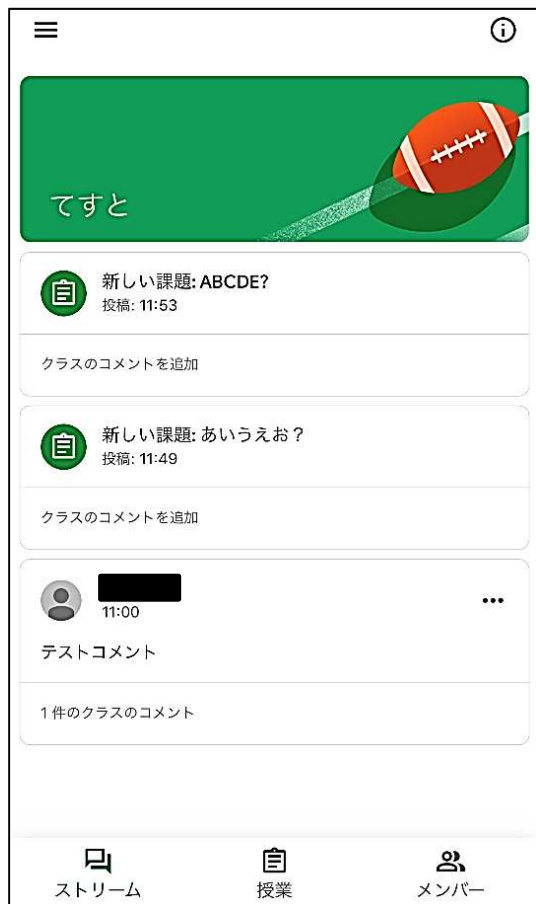 てすと
新しい課題: ABCDE?
投稿: 11:53
クラスのコメントを追加
新しい課題: あいうえお？
投稿: 11:49
クラスのコメントを追加
11:00
テストコメント
1 件のクラスのコメント
ストリーム 授業 メンバー